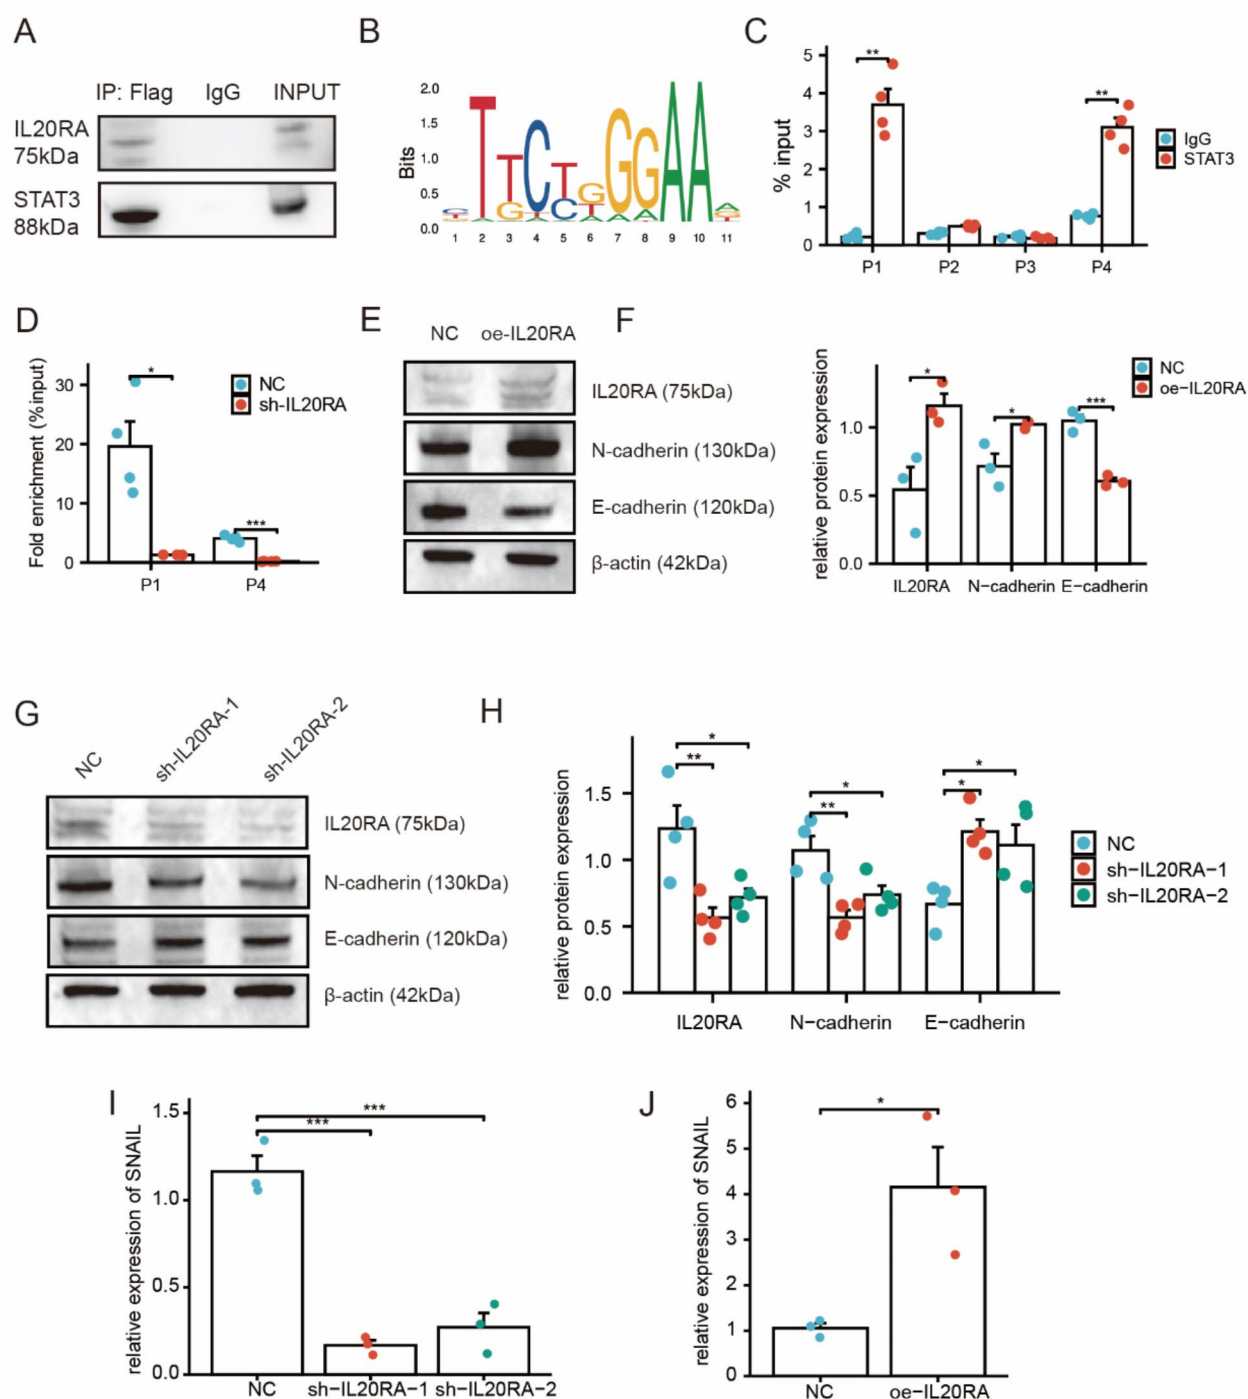 A
IP: Flag IgG INPUT
IL20RA
75kDa
STAT3
88kDa
B
Bits
2.0
1.5
1.0
0.5
0.0
1 2 3 4 5 6 7 8 9 10 11
C
% input
5
4
3
2
1
0
** **
P1 P2 P3 P4
IgG
STAT3
D
Fold enrichment (%input)
30
20
10
0
* ***
P1 P4
NC
sh-IL20RA
E
NC oe-IL20RA
IL20RA (75kDa)
N-cadherin (130kDa)
E-cadherin (120kDa)
β-actin (42kDa)
F
relative protein expression
1.0
0.5
0.0
* * ***
IL20RA N−cadherin E−cadherin
NC
oe−IL20RA
G
NC sh-IL20RA-1 sh-IL20RA-2
IL20RA (75kDa)
N-cadherin (130kDa)
E-cadherin (120kDa)
β-actin (42kDa)
H
relative protein expression
1.5
1.0
0.5
0.0
* * *
** ** *
IL20RA N−cadherin E−cadherin
NC
sh-IL20RA−1
sh-IL20RA−2
I
relative expression of SNAIL
1.5
1.0
0.5
0.0
***
***
NC sh-IL20RA−1 sh-IL20RA−2
J
relative expression of SNAIL
6
5
4
3
2
1
0
*
NC oe-IL20RA